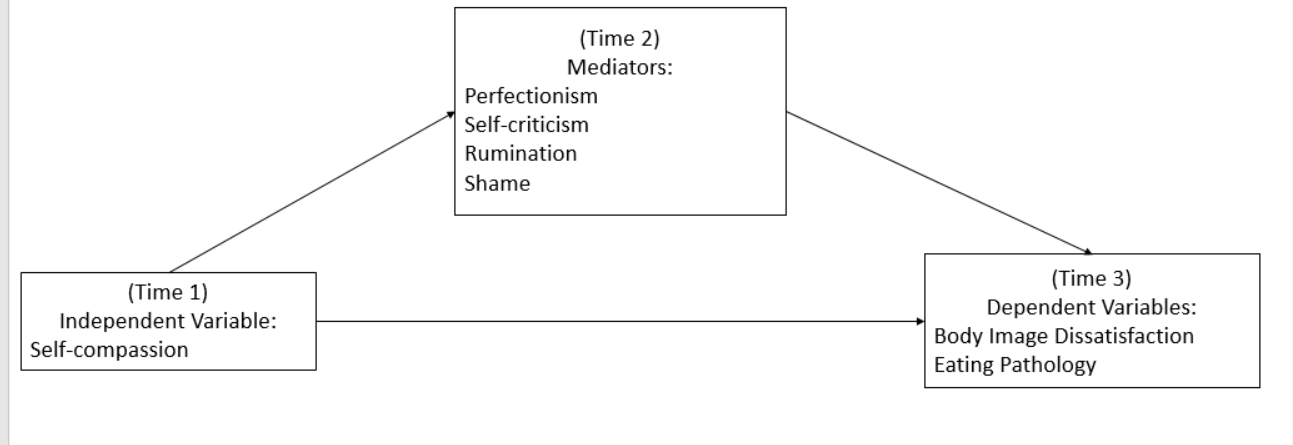 (Time 2)
Mediators:
Perfectionism
Self-criticism
Rumination
Shame
(Time 1)
Independent Variable:
Self-compassion
(Time 3)
Dependent Variables:
Body Image Dissatisfaction
Eating Pathology